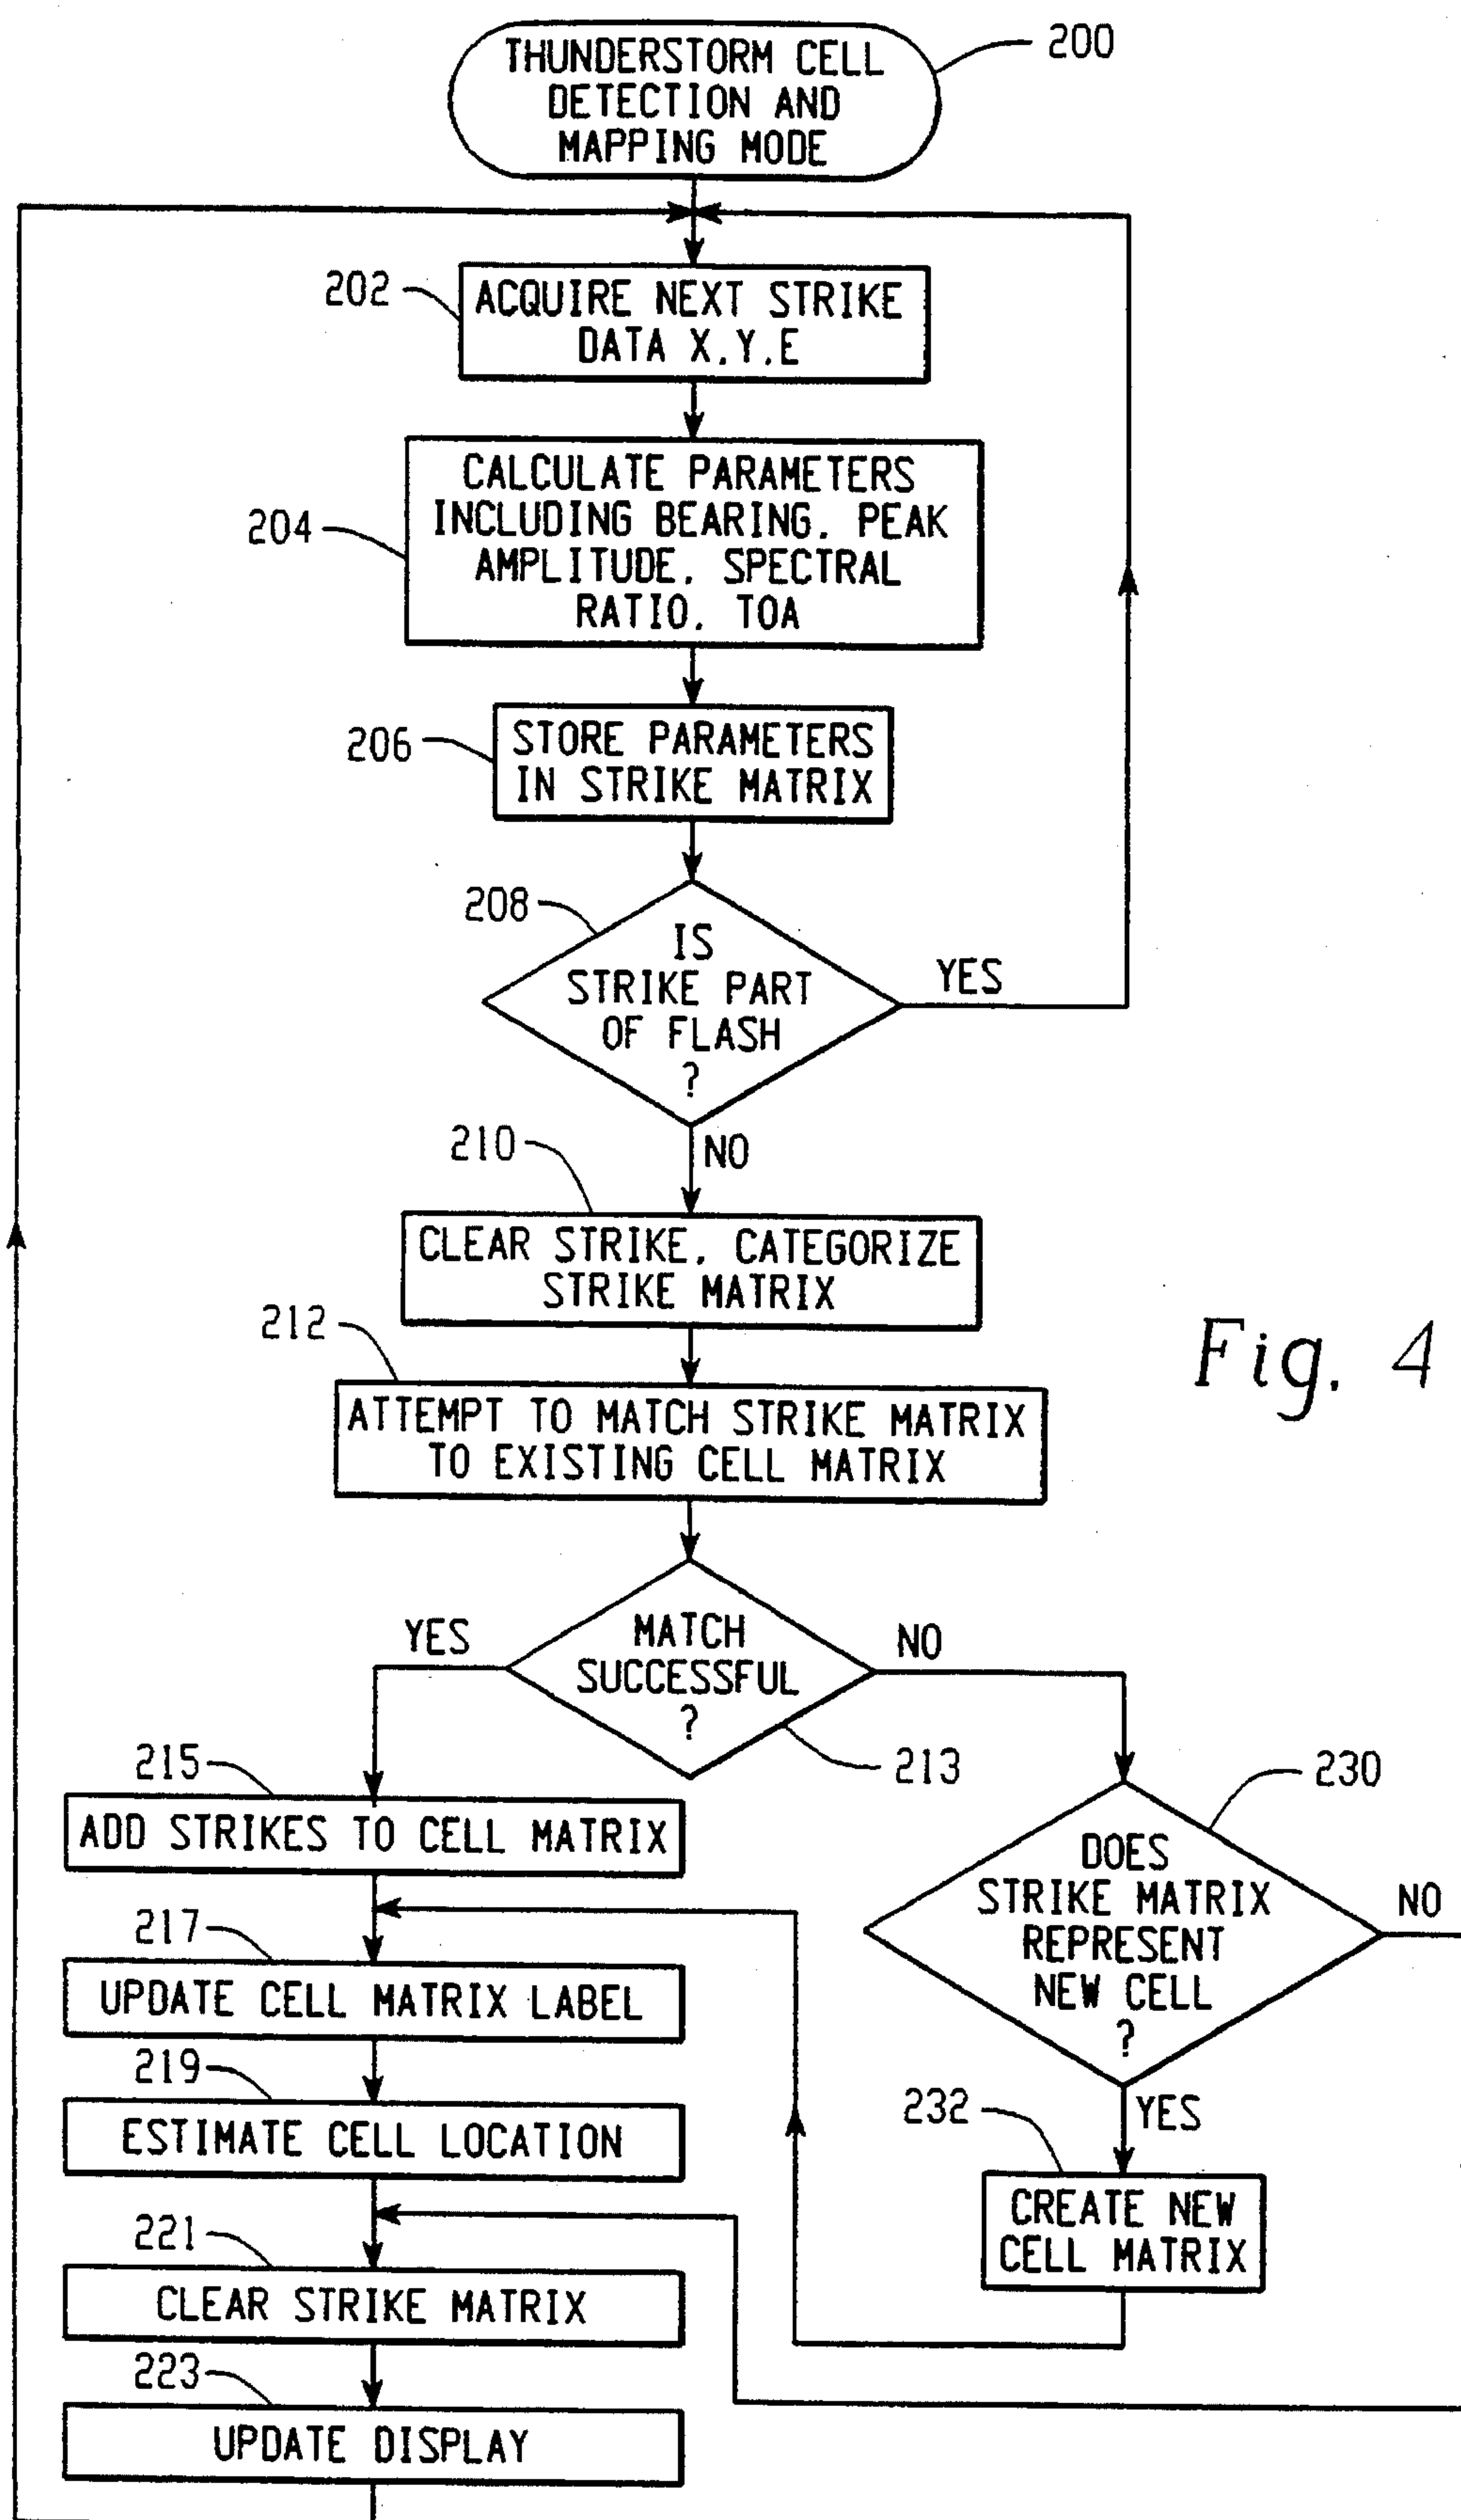 THUNDERSTORM CELL
DETECTION AND
MAPPING MODE
200
202
ACQUIRE NEXT STRIKE
DATA X,Y,E
204
CALCULATE PARAMETERS
INCLUDING BEARING, PEAK
AMPLITUDE, SPECTRAL
RATIO, TOA
206
STORE PARAMETERS
IN STRIKE MATRIX
208
IS
STRIKE PART
OF FLASH
?
YES
NO
210
CLEAR STRIKE, CATEGORIZE
STRIKE MATRIX
212
ATTEMPT TO MATCH STRIKE MATRIX
TO EXISTING CELL MATRIX
Fig. 4
MATCH
SUCCESSFUL
?
YES
NO
213
215
ADD STRIKES TO CELL MATRIX
230
DOES
STRIKE MATRIX
REPRESENT
NEW CELL
?
NO
YES
217
UPDATE CELL MATRIX LABEL
219
ESTIMATE CELL LOCATION
232
CREATE NEW
CELL MATRIX
221
CLEAR STRIKE MATRIX
223
UPDATE DISPLAY